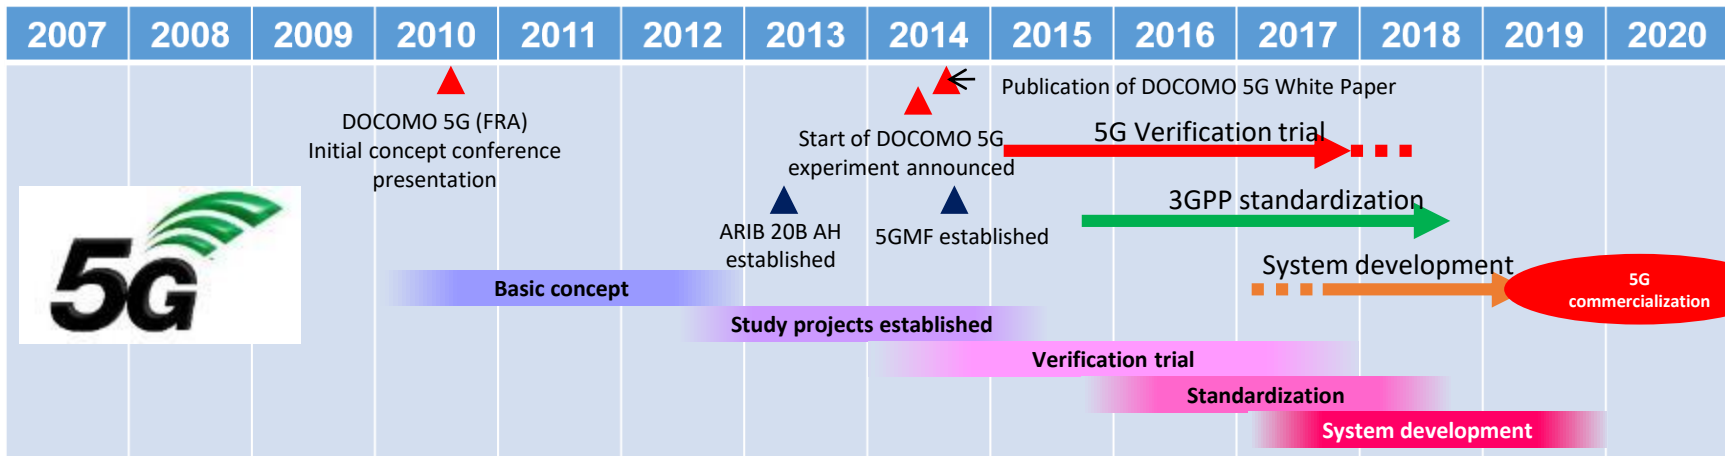 2007 2008 2009 2010 2011 2012 2013 2014 2015 2016 2017 2018 2019 2020
Publication of DOCOMO 5G White Paper
DOCOMO 5G (FRA)
Initial concept conference
presentation
Start of DOCOMO 5G
experiment announced
5G Verification trial
3GPP standardization
ARIB 20B AH
established
5GMF established
System development
5G
commercialization
5G
Basic concept
Study projects established
Verification trial
Standardization
System development